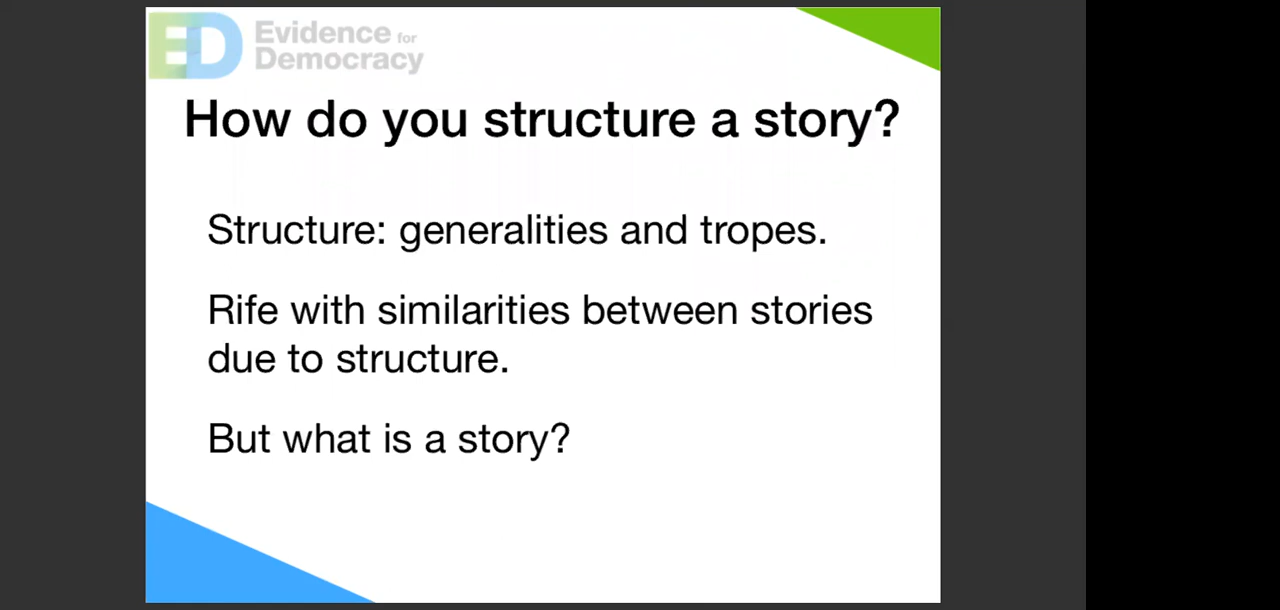 ED Evidence for
Democracy
How do you structure a story?
Structure: generalities and tropes.
Rife with similarities between stories
due to structure.
But what is a story?